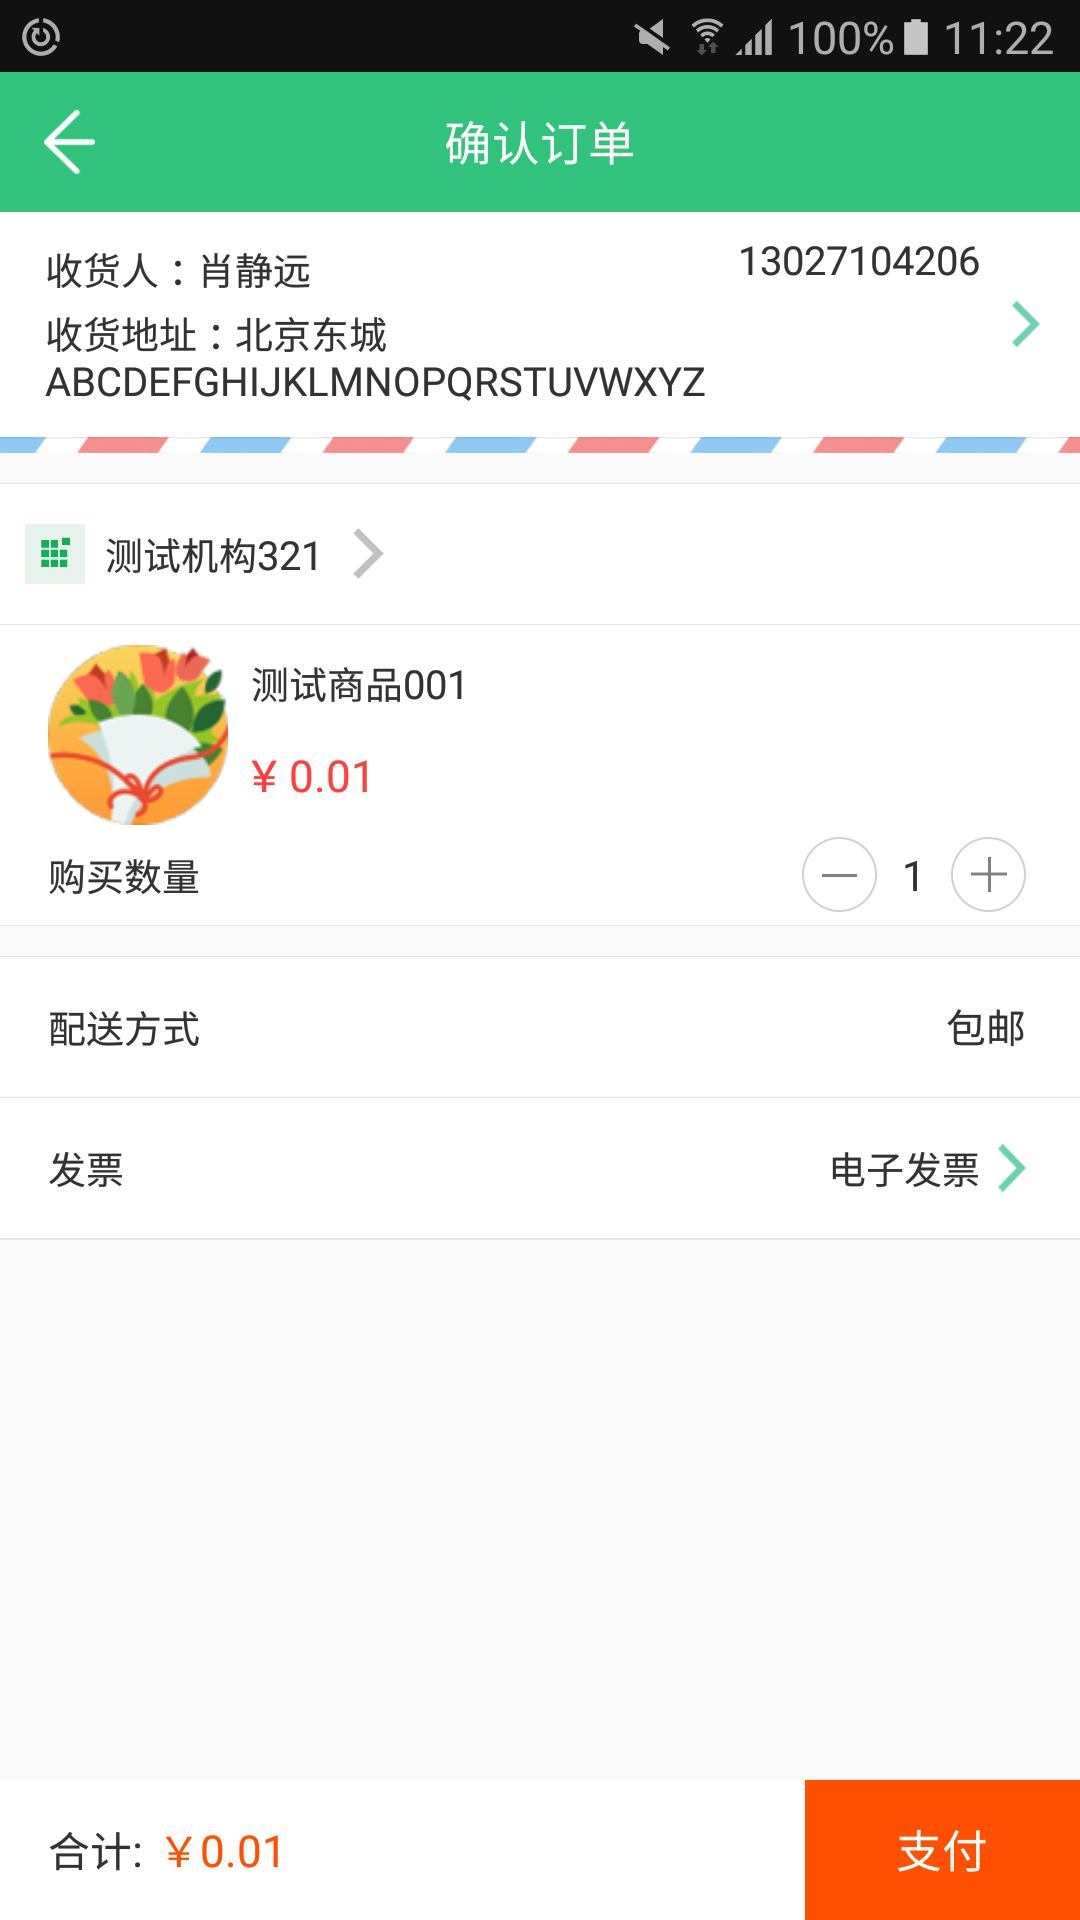 100% 11:22
确认订单
收货人：肖静远 13027104206
收货地址：北京东城
ABCDEFGHIJKLMNOPQRSTUVWXYZ
测试机构321
测试商品001
¥ 0.01
购买数量 1
配送方式 包邮
发票 电子发票
合计: ￥0.01 支付